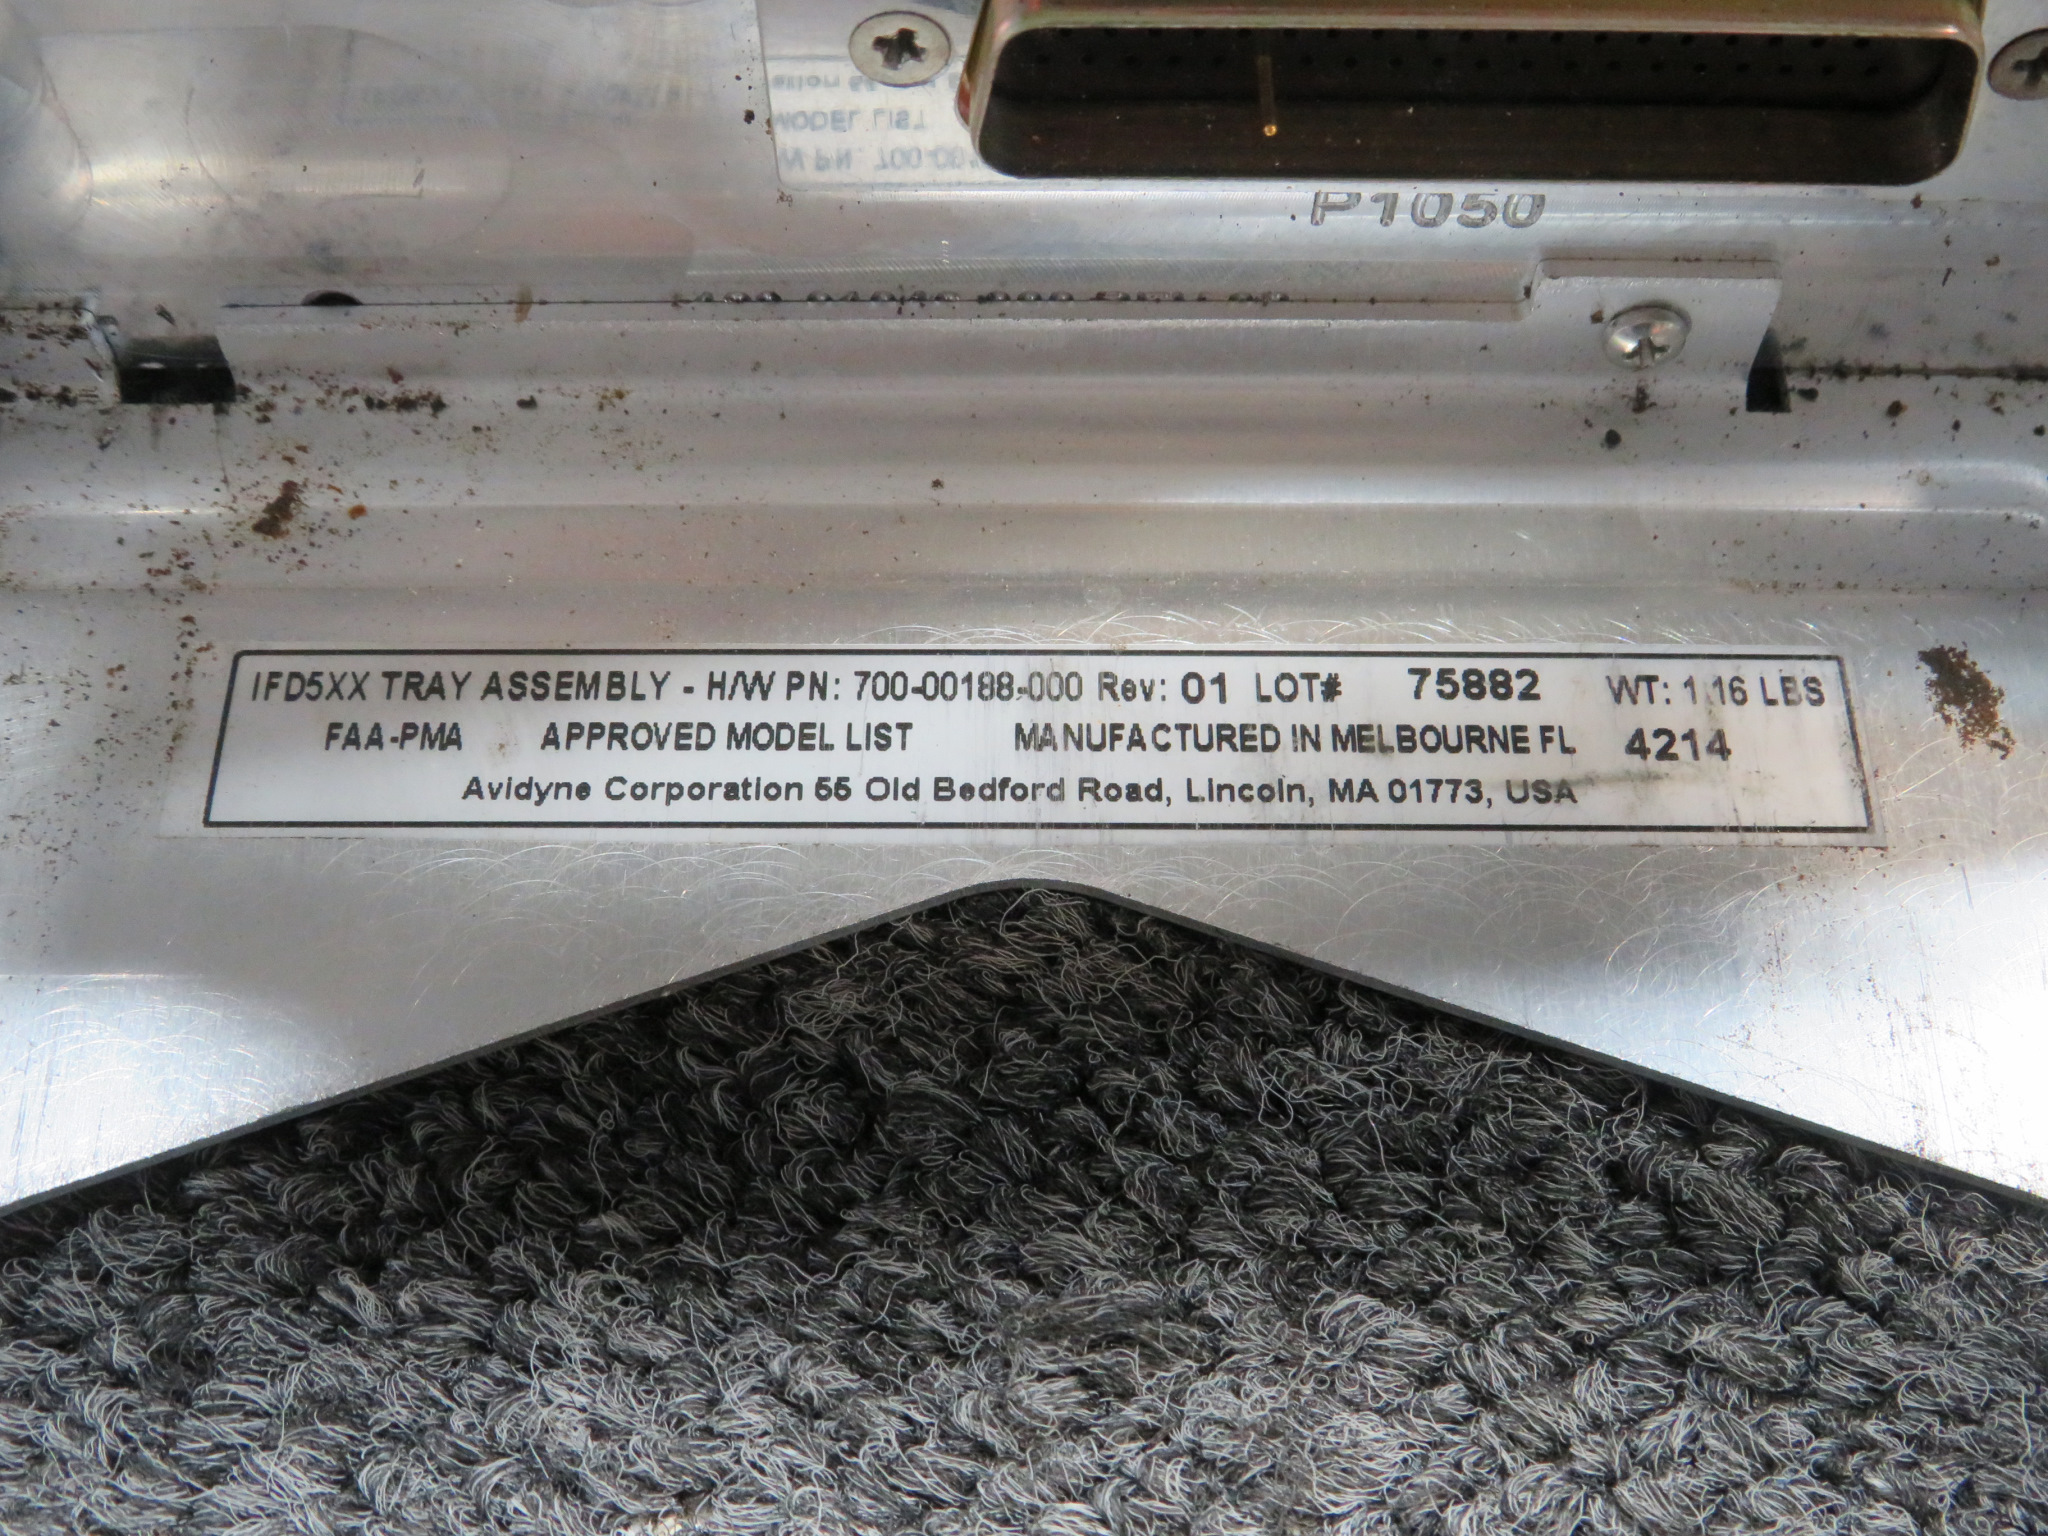 P1050
IFD5XX TRAY ASSEMBLY - H/W PN: 700-00188-000 Rev: 01 LOT# 75882 WT: 1.16 LBS
FAA-PMA APPROVED MODEL LIST MANUFACTURED IN MELBOURNE FL 4214
Avidyne Corporation 55 Old Bedford Road, Lincoln, MA 01773, USA